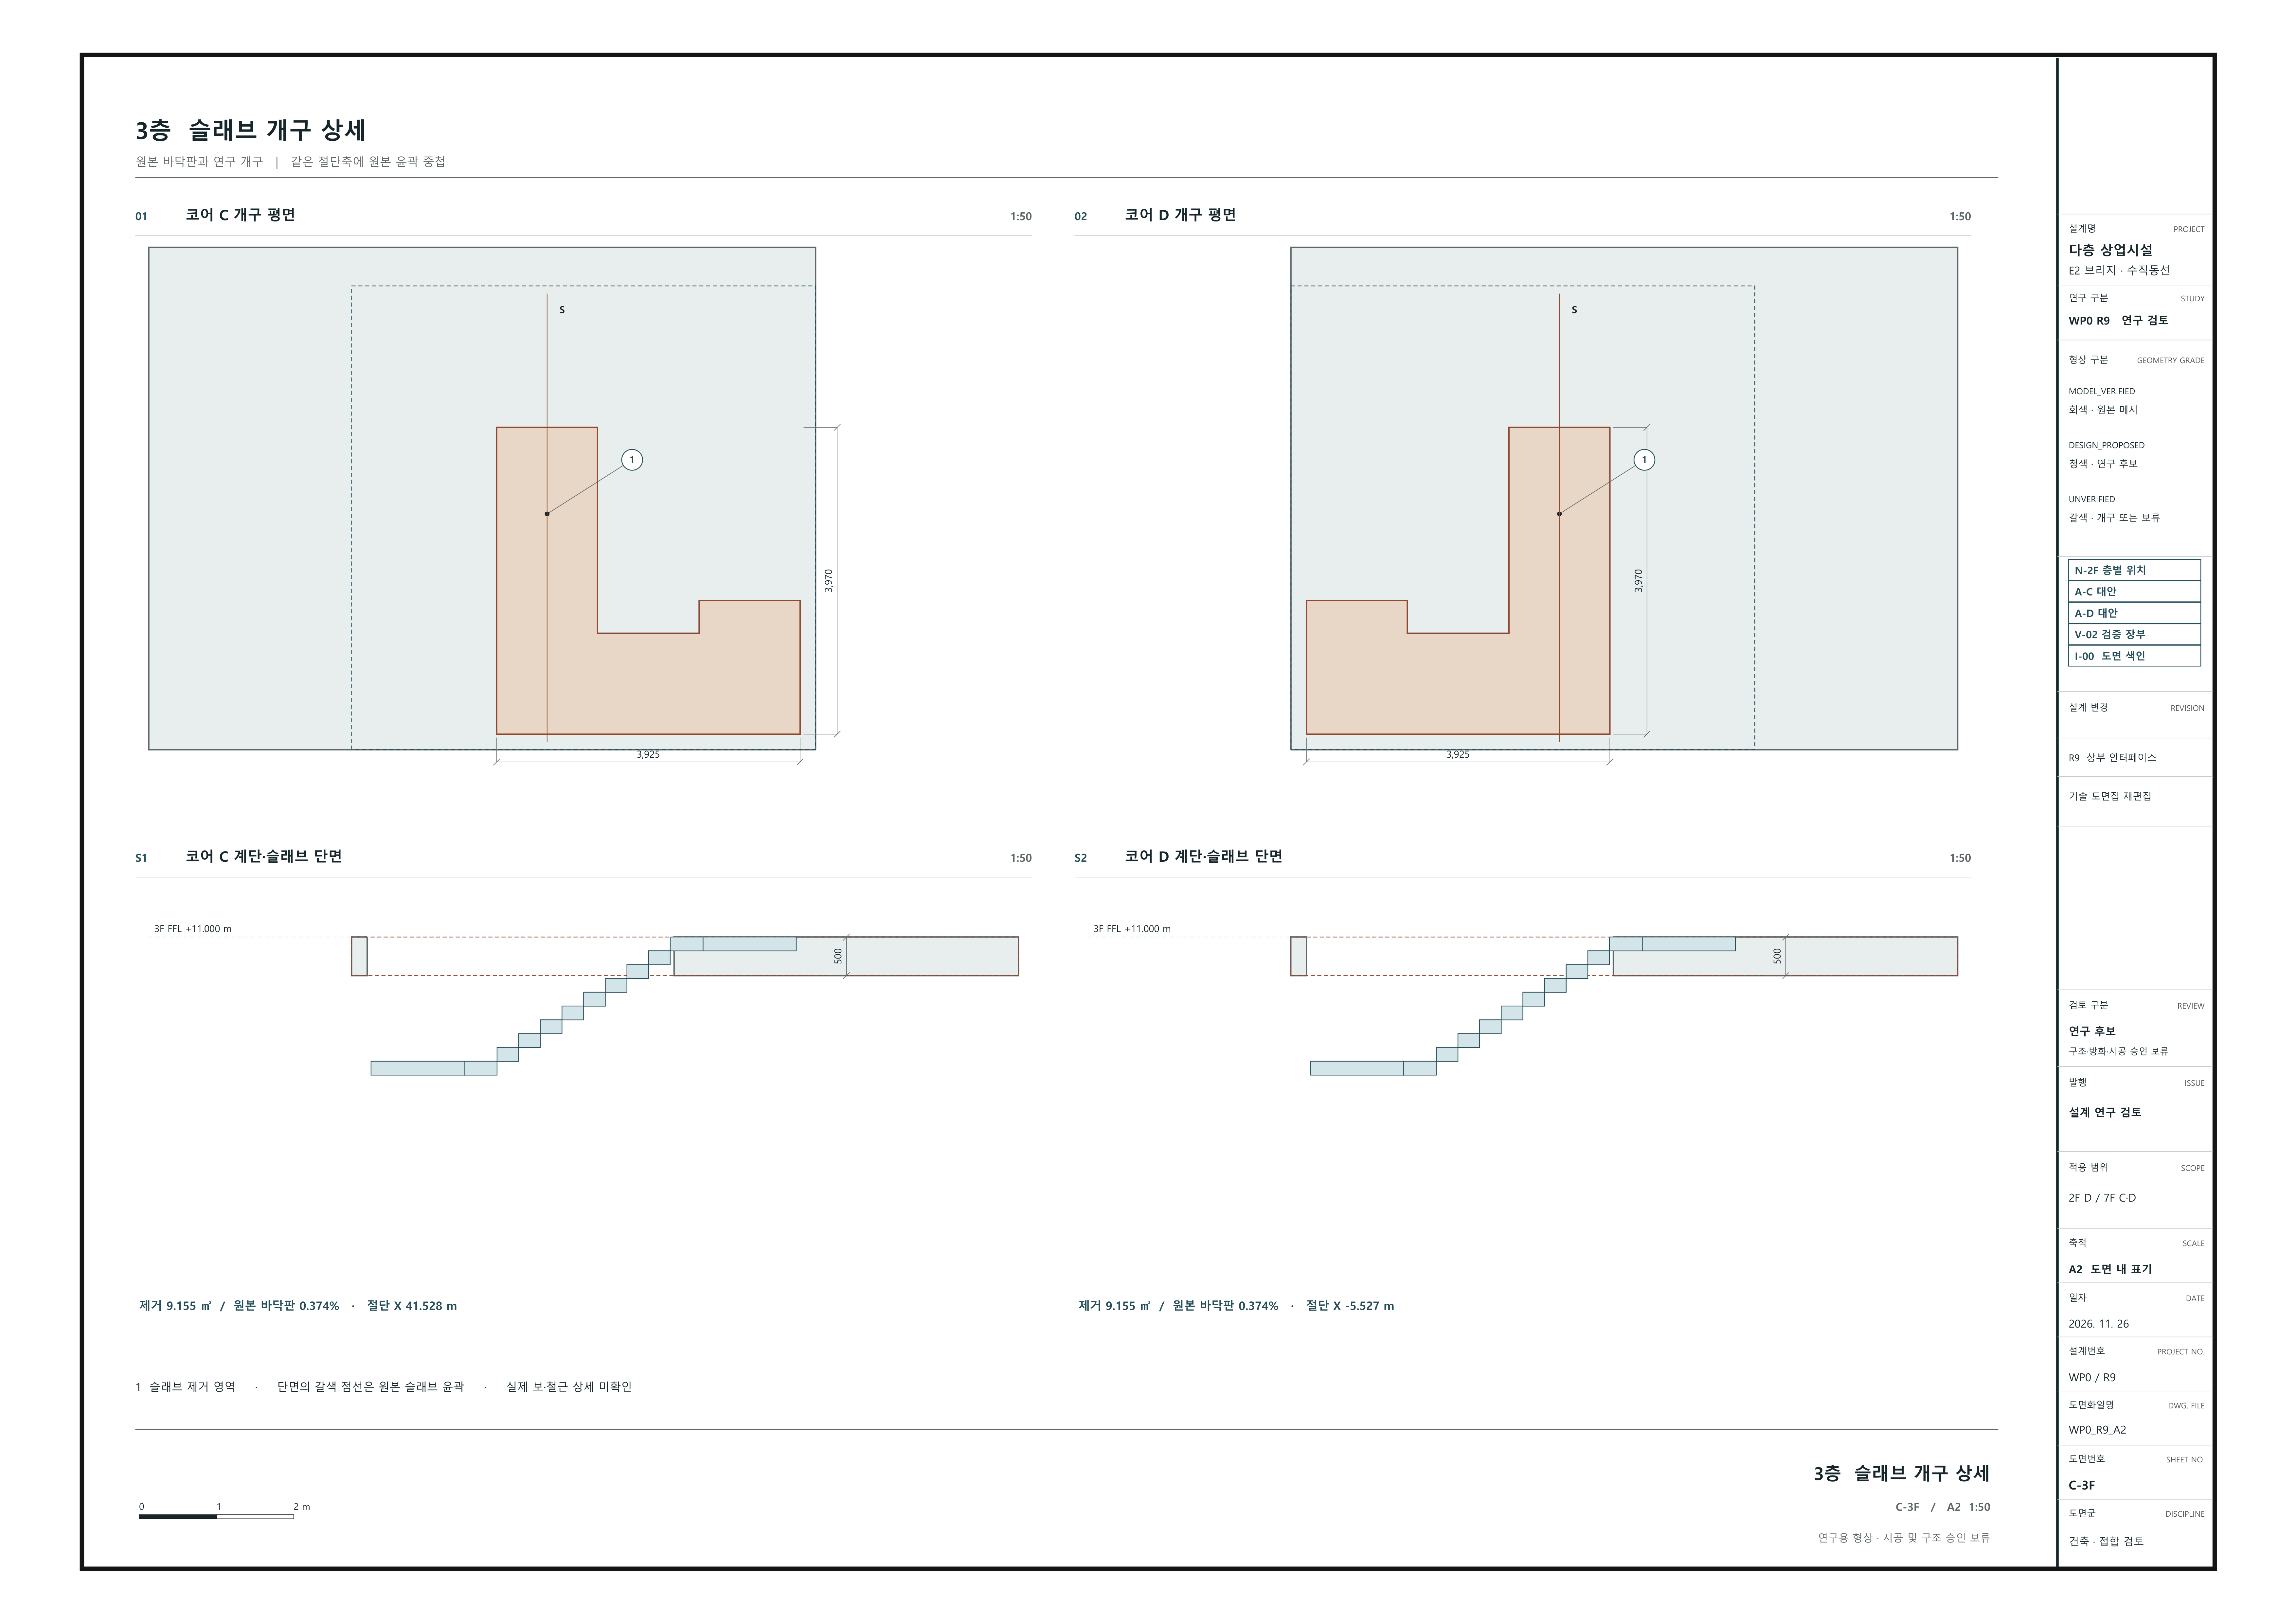 3층 슬래브 개구 상세
원본 바닥판과 연구 개구 | 같은 절단축에 원본 윤곽 중첩
01 코어 C 개구 평면 1:50
S
1
3,970
3,925
02 코어 D 개구 평면 1:50
S
1
3,970
3,925
S1 코어 C 계단·슬래브 단면 1:50
3F FFL +11.000 m
500
S2 코어 D 계단·슬래브 단면 1:50
3F FFL +11.000 m
500
제거 9.155 ㎡ / 원본 바닥판 0.374% · 절단 X 41.528 m
제거 9.155 ㎡ / 원본 바닥판 0.374% · 절단 X -5.527 m
1 슬래브 제거 영역 · 단면의 갈색 점선은 원본 슬래브 윤곽 · 실제 보·철근 상세 미확인
0 1 2 m
3층 슬래브 개구 상세
C-3F / A2 1:50
연구용 형상 · 시공 및 구조 승인 보류
설계명 PROJECT
다층 상업시설
E2 브리지 · 수직동선
연구 구분 STUDY
WP0 R9 연구 검토
형상 구분 GEOMETRY GRADE
MODEL_VERIFIED
회색 · 원본 메시
DESIGN_PROPOSED
청색 · 연구 후보
UNVERIFIED
갈색 · 개구 또는 보류
N-2F 층별 위치
A-C 대안
A-D 대안
V-02 검증 장부
I-00 도면 색인
설계 변경 REVISION
R9 상부 인터페이스
기술 도면집 재편집
검토 구분 REVIEW
연구 후보
구조·방화·시공 승인 보류
발행 ISSUE
설계 연구 검토
적용 범위 SCOPE
2F D / 7F C·D
축척 SCALE
A2 도면 내 표기
일자 DATE
2026. 11. 26
설계번호 PROJECT NO.
WP0 / R9
도면화일명 DWG. FILE
WP0_R9_A2
도면번호 SHEET NO.
C-3F
도면군 DISCIPLINE
건축 · 접합 검토